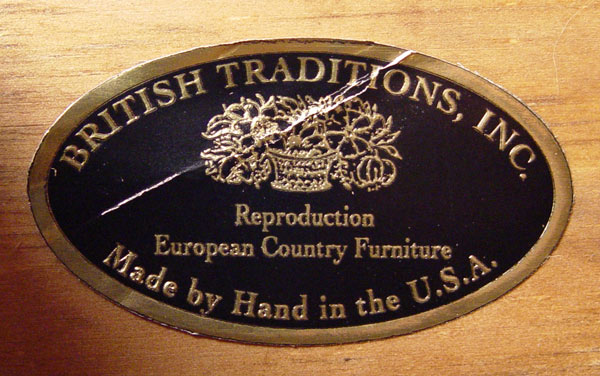 BRITISH TRADITIONS, INC.
Reproduction
European Country Furniture
Made by Hand in the U.S.A.